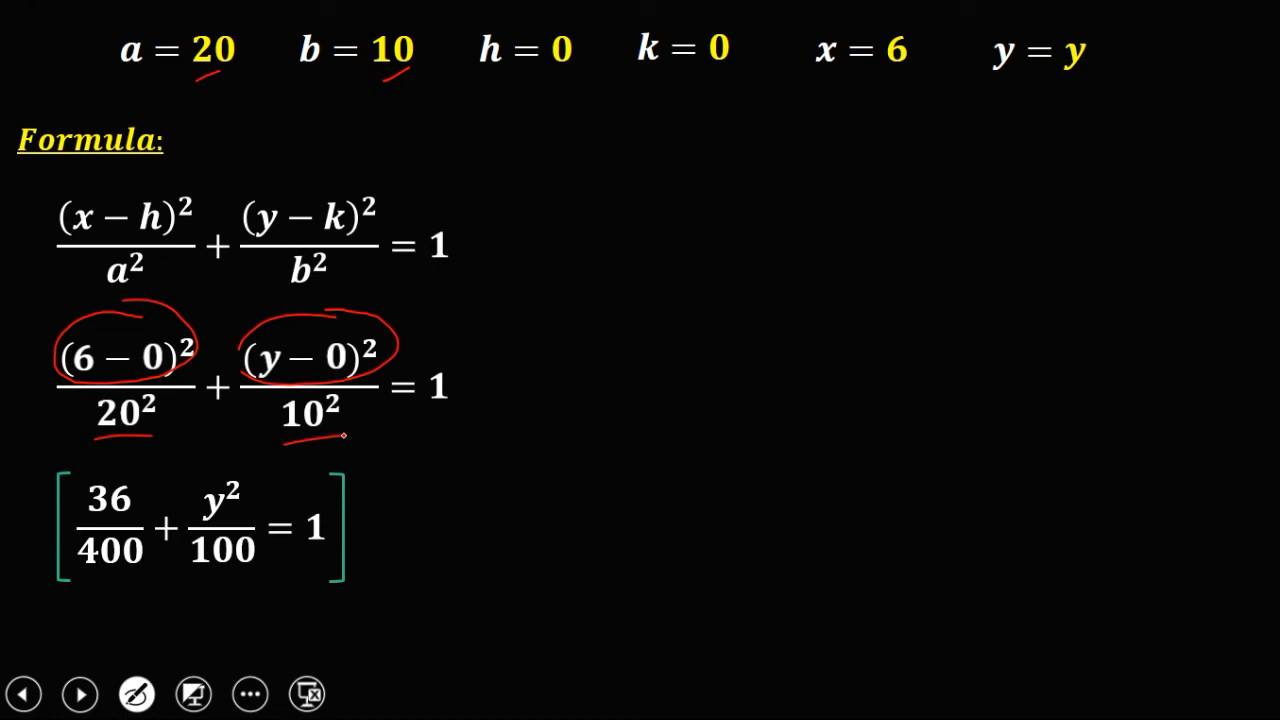 a = 20 b = 10 h = 0 k = 0 x = 6 y = y
Formula:
(x − h)²/a² + (y − k)²/b² = 1
(6 − 0)²/20² + (y − 0)²/10² = 1
[36/400 + y²/100 = 1]